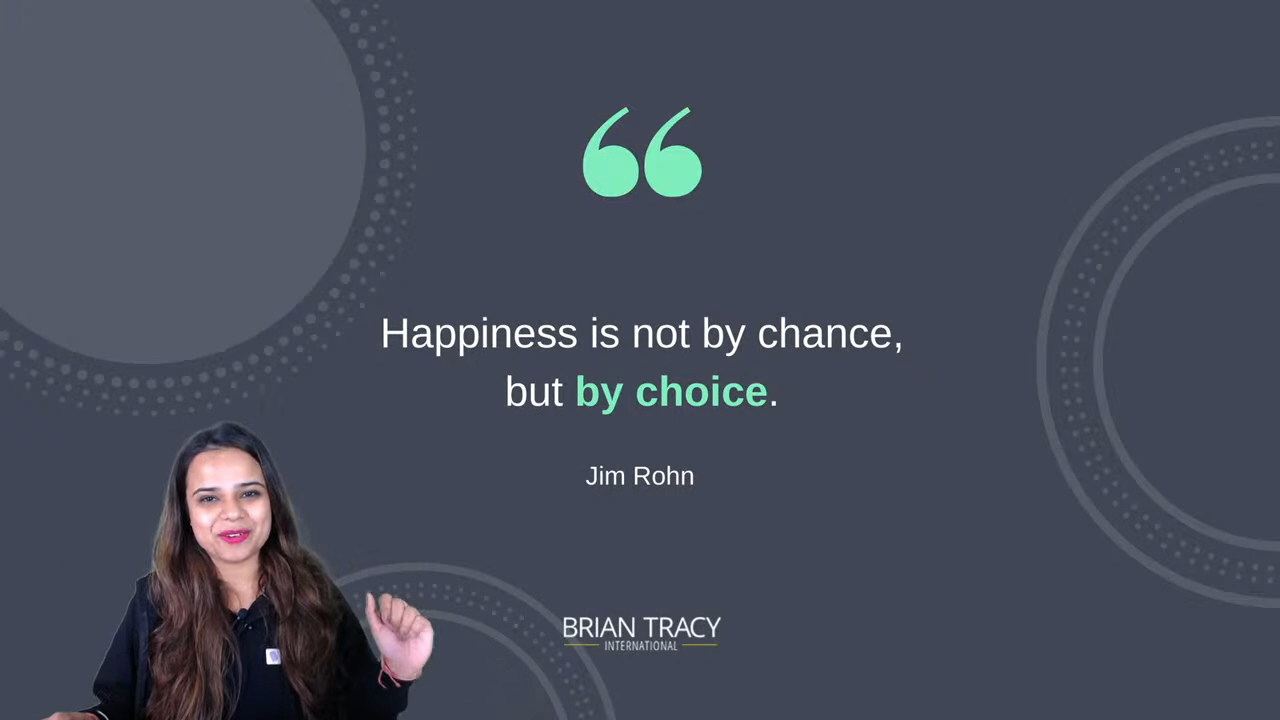 Happiness is not by chance,
but by choice.
Jim Rohn
BRIAN TRACY
INTERNATIONAL